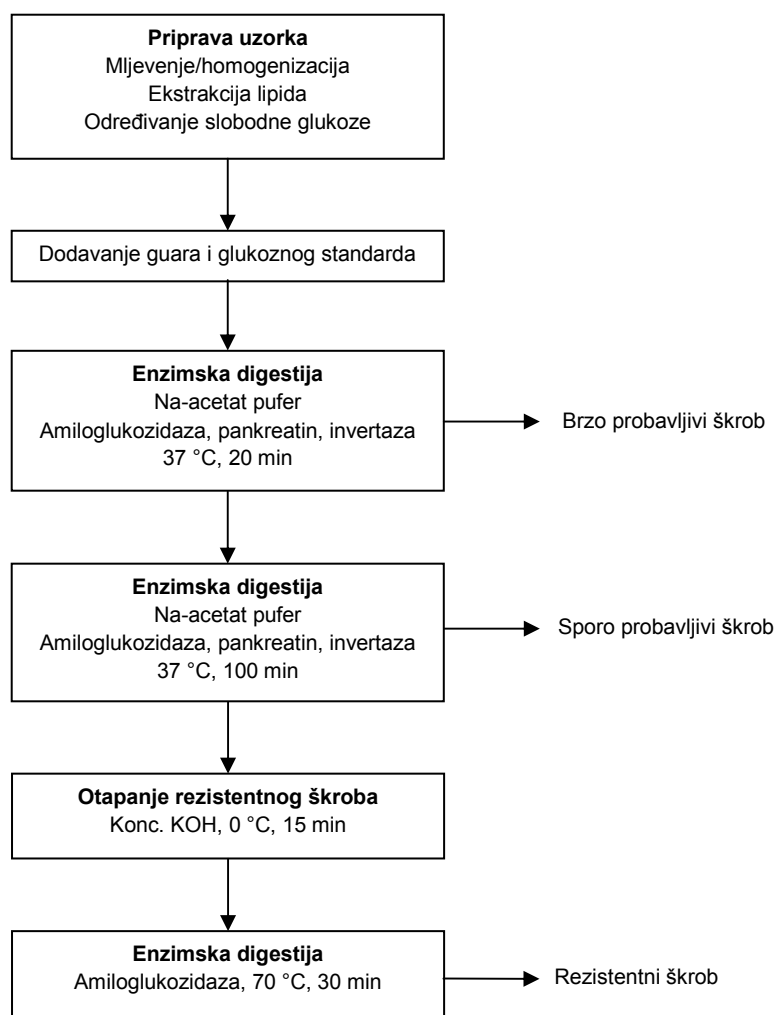 Priprava uzorka
Mljevenje/homogenizacija
Ekstrakcija lipida
Određivanje slobodne glukoze
Dodavanje guara i glukoznog standarda
Enzimska digestija
Na-acetat pufer
Amiloglukozidaza, pankreatin, invertaza
37 °C, 20 min
Brzo probavljivi škrob
Enzimska digestija
Na-acetat pufer
Amiloglukozidaza, pankreatin, invertaza
37 °C, 100 min
Sporo probavljivi škrob
Otapanje rezistentnog škroba
Konc. KOH, 0 °C, 15 min
Enzimska digestija
Amiloglukozidaza, 70 °C, 30 min
Rezistentni škrob